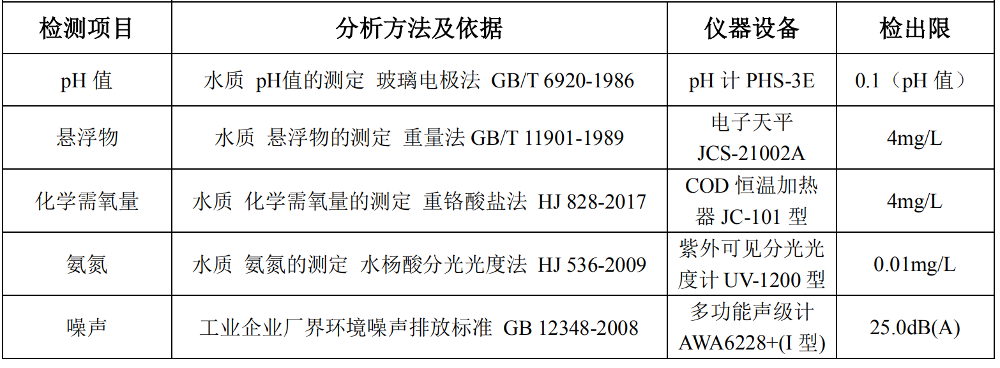 检测项目 分析方法及依据 仪器设备 检出限
pH 值 水质 pH值的测定 玻璃电极法 GB/T 6920-1986 pH 计 PHS-3E 0.1（pH 值）
悬浮物 水质 悬浮物的测定 重量法 GB/T 11901-1989 电子天平 4mg/L
JCS-21002A
化学需氧量 水质 化学需氧量的测定 重铬酸盐法 HJ 828-2017 COD 恒温加热 4mg/L
器 JC-101 型
氨氮 水质 氨氮的测定 水杨酸分光光度法 HJ 536-2009 紫外可见分光光 0.01mg/L
度计 UV-1200 型
噪声 工业企业厂界环境噪声排放标准 GB 12348-2008 多功能声级计 25.0dB(A)
AWA6228+(I 型)